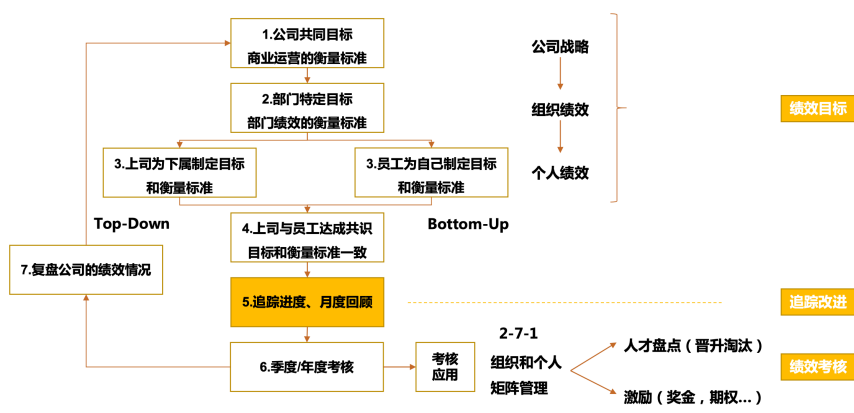 1.公司共同目标
商业运营的衡量标准
2.部门特定目标
部门绩效的衡量标准
3.上司为下属制定目标
和衡量标准
3.员工为自己制定目标
和衡量标准
Top-Down
Bottom-Up
4.上司与员工达成共识
目标和衡量标准一致
7.复盘公司的绩效情况
5.追踪进度、月度回顾
6.季度/年度考核
考核
应用
2-7-1
组织和个人
矩阵管理
人才盘点（晋升淘汰）
激励（奖金，期权...）
公司战略
组织绩效
个人绩效
绩效目标
追踪改进
绩效考核